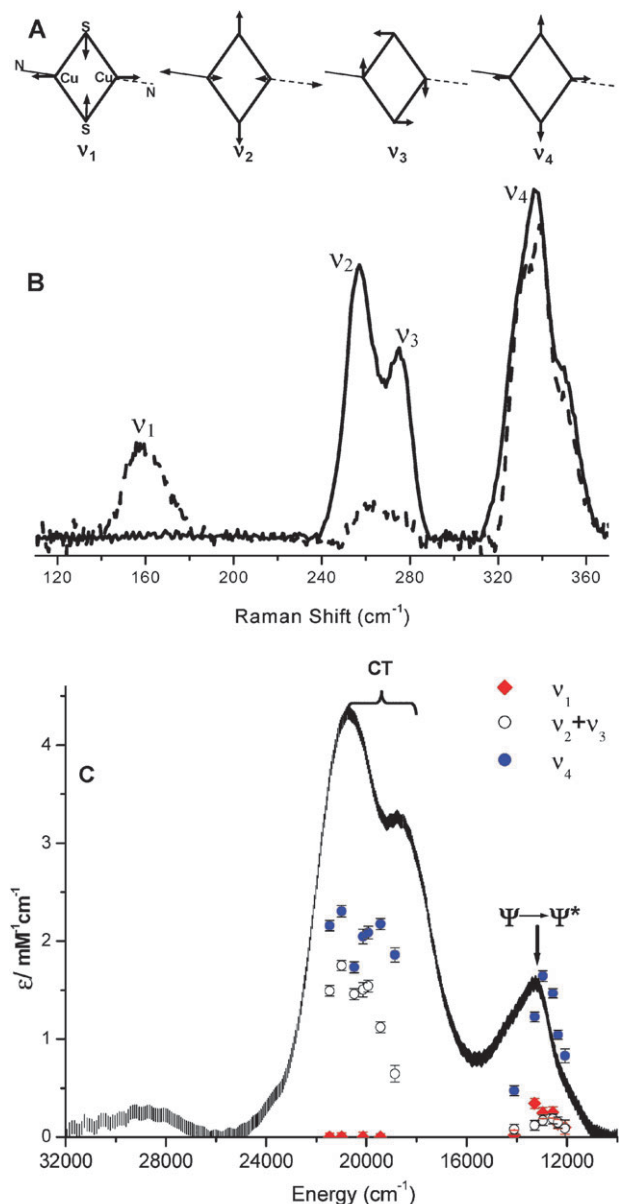 A
S
N
Cu Cu
N
S
ν₁ ν₂ ν₃ ν₄
B
ν₁ ν₂ ν₃ ν₄
120 160 200 240 280 320 360
Raman Shift (cm⁻¹)
CT
ν₁
ν₂+ν₃
ν₄
C
Ψ→Ψ*
ε/ mM⁻¹cm⁻¹
4
3
2
1
0
32000 28000 24000 20000 16000 12000
Energy (cm⁻¹)